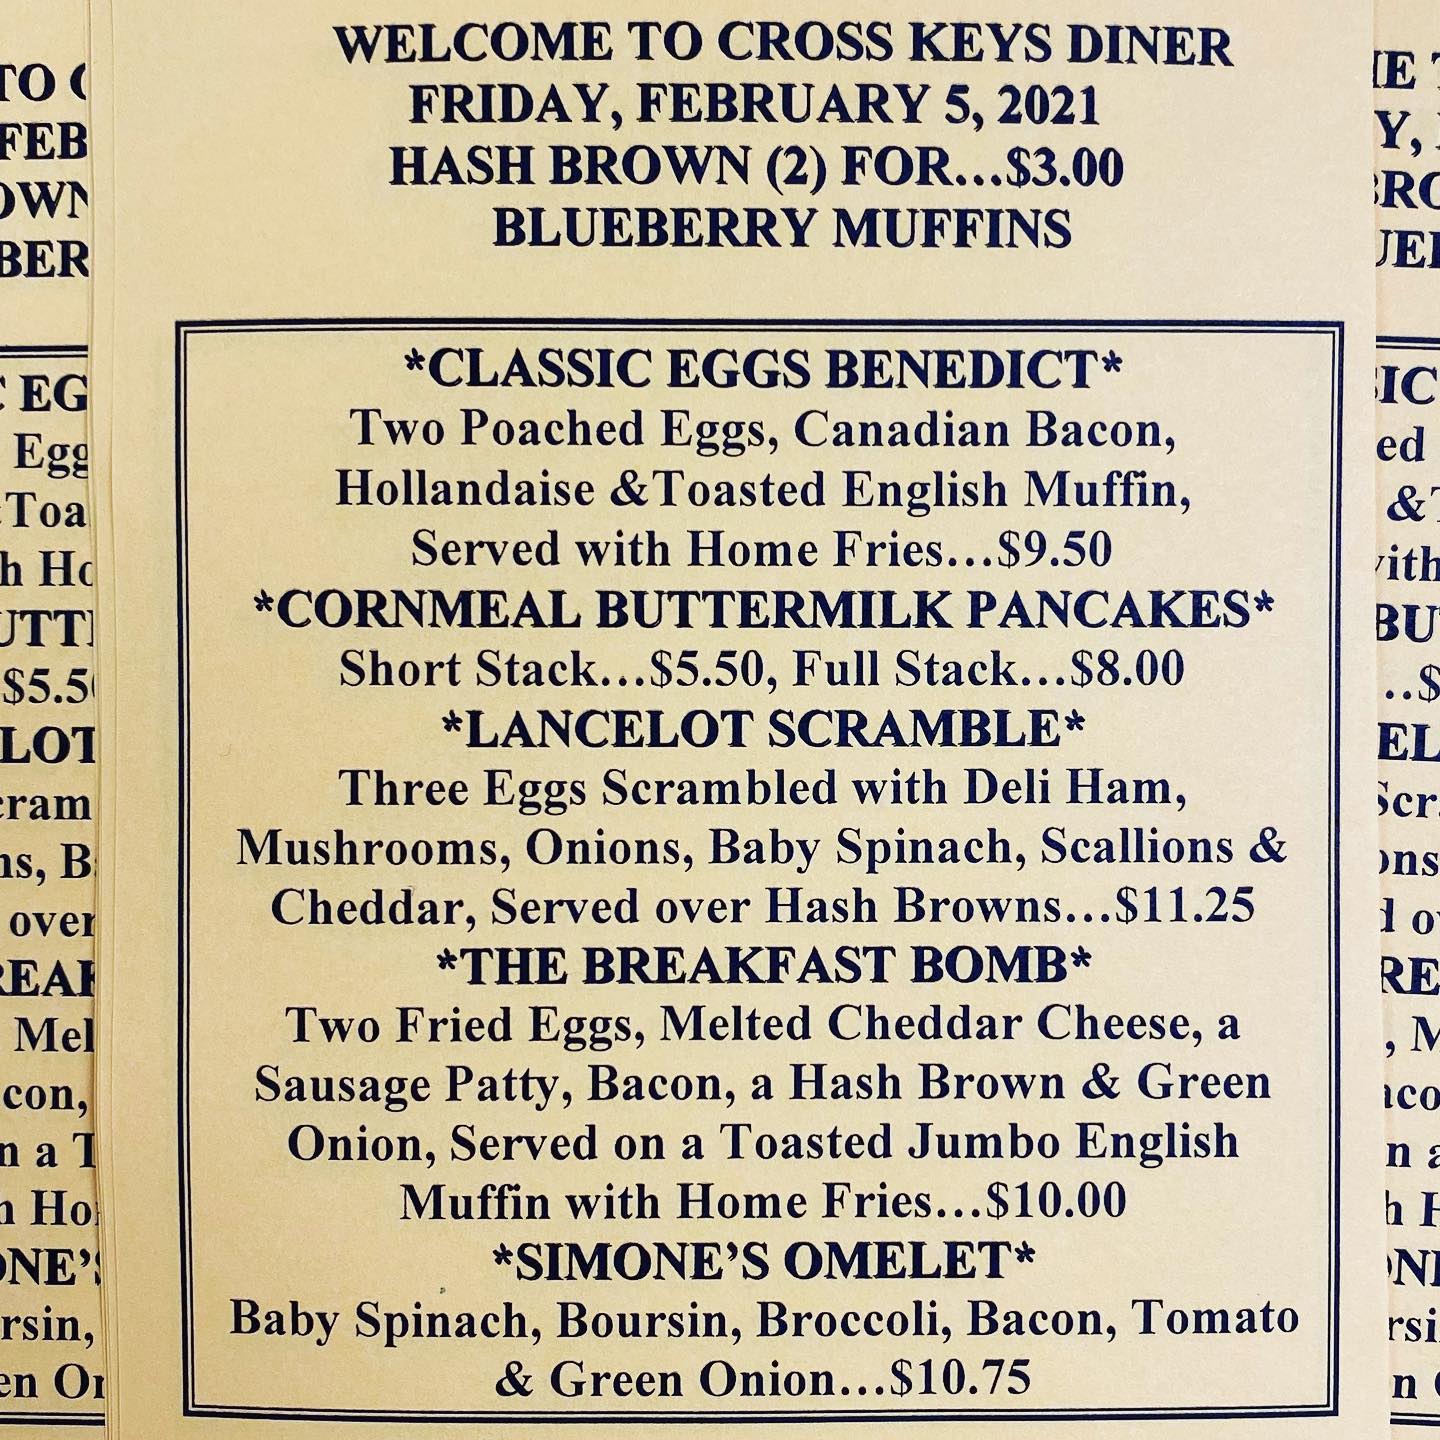 WELCOME TO CROSS KEYS DINER
FRIDAY, FEBRUARY 5, 2021
HASH BROWN (2) FOR...$3.00
BLUEBERRY MUFFINS
*CLASSIC EGGS BENEDICT*
Two Poached Eggs, Canadian Bacon,
Hollandaise &Toasted English Muffin,
Served with Home Fries...$9.50
*CORNMEAL BUTTERMILK PANCAKES*
Short Stack...$5.50, Full Stack...$8.00
*LANCELOT SCRAMBLE*
Three Eggs Scrambled with Deli Ham,
Mushrooms, Onions, Baby Spinach, Scallions &
Cheddar, Served over Hash Browns...$11.25
*THE BREAKFAST BOMB*
Two Fried Eggs, Melted Cheddar Cheese, a
Sausage Patty, Bacon, a Hash Brown & Green
Onion, Served on a Toasted Jumbo English
Muffin with Home Fries...$10.00
*SIMONE'S OMELET*
Baby Spinach, Boursin, Broccoli, Bacon, Tomato
& Green Onion...$10.75